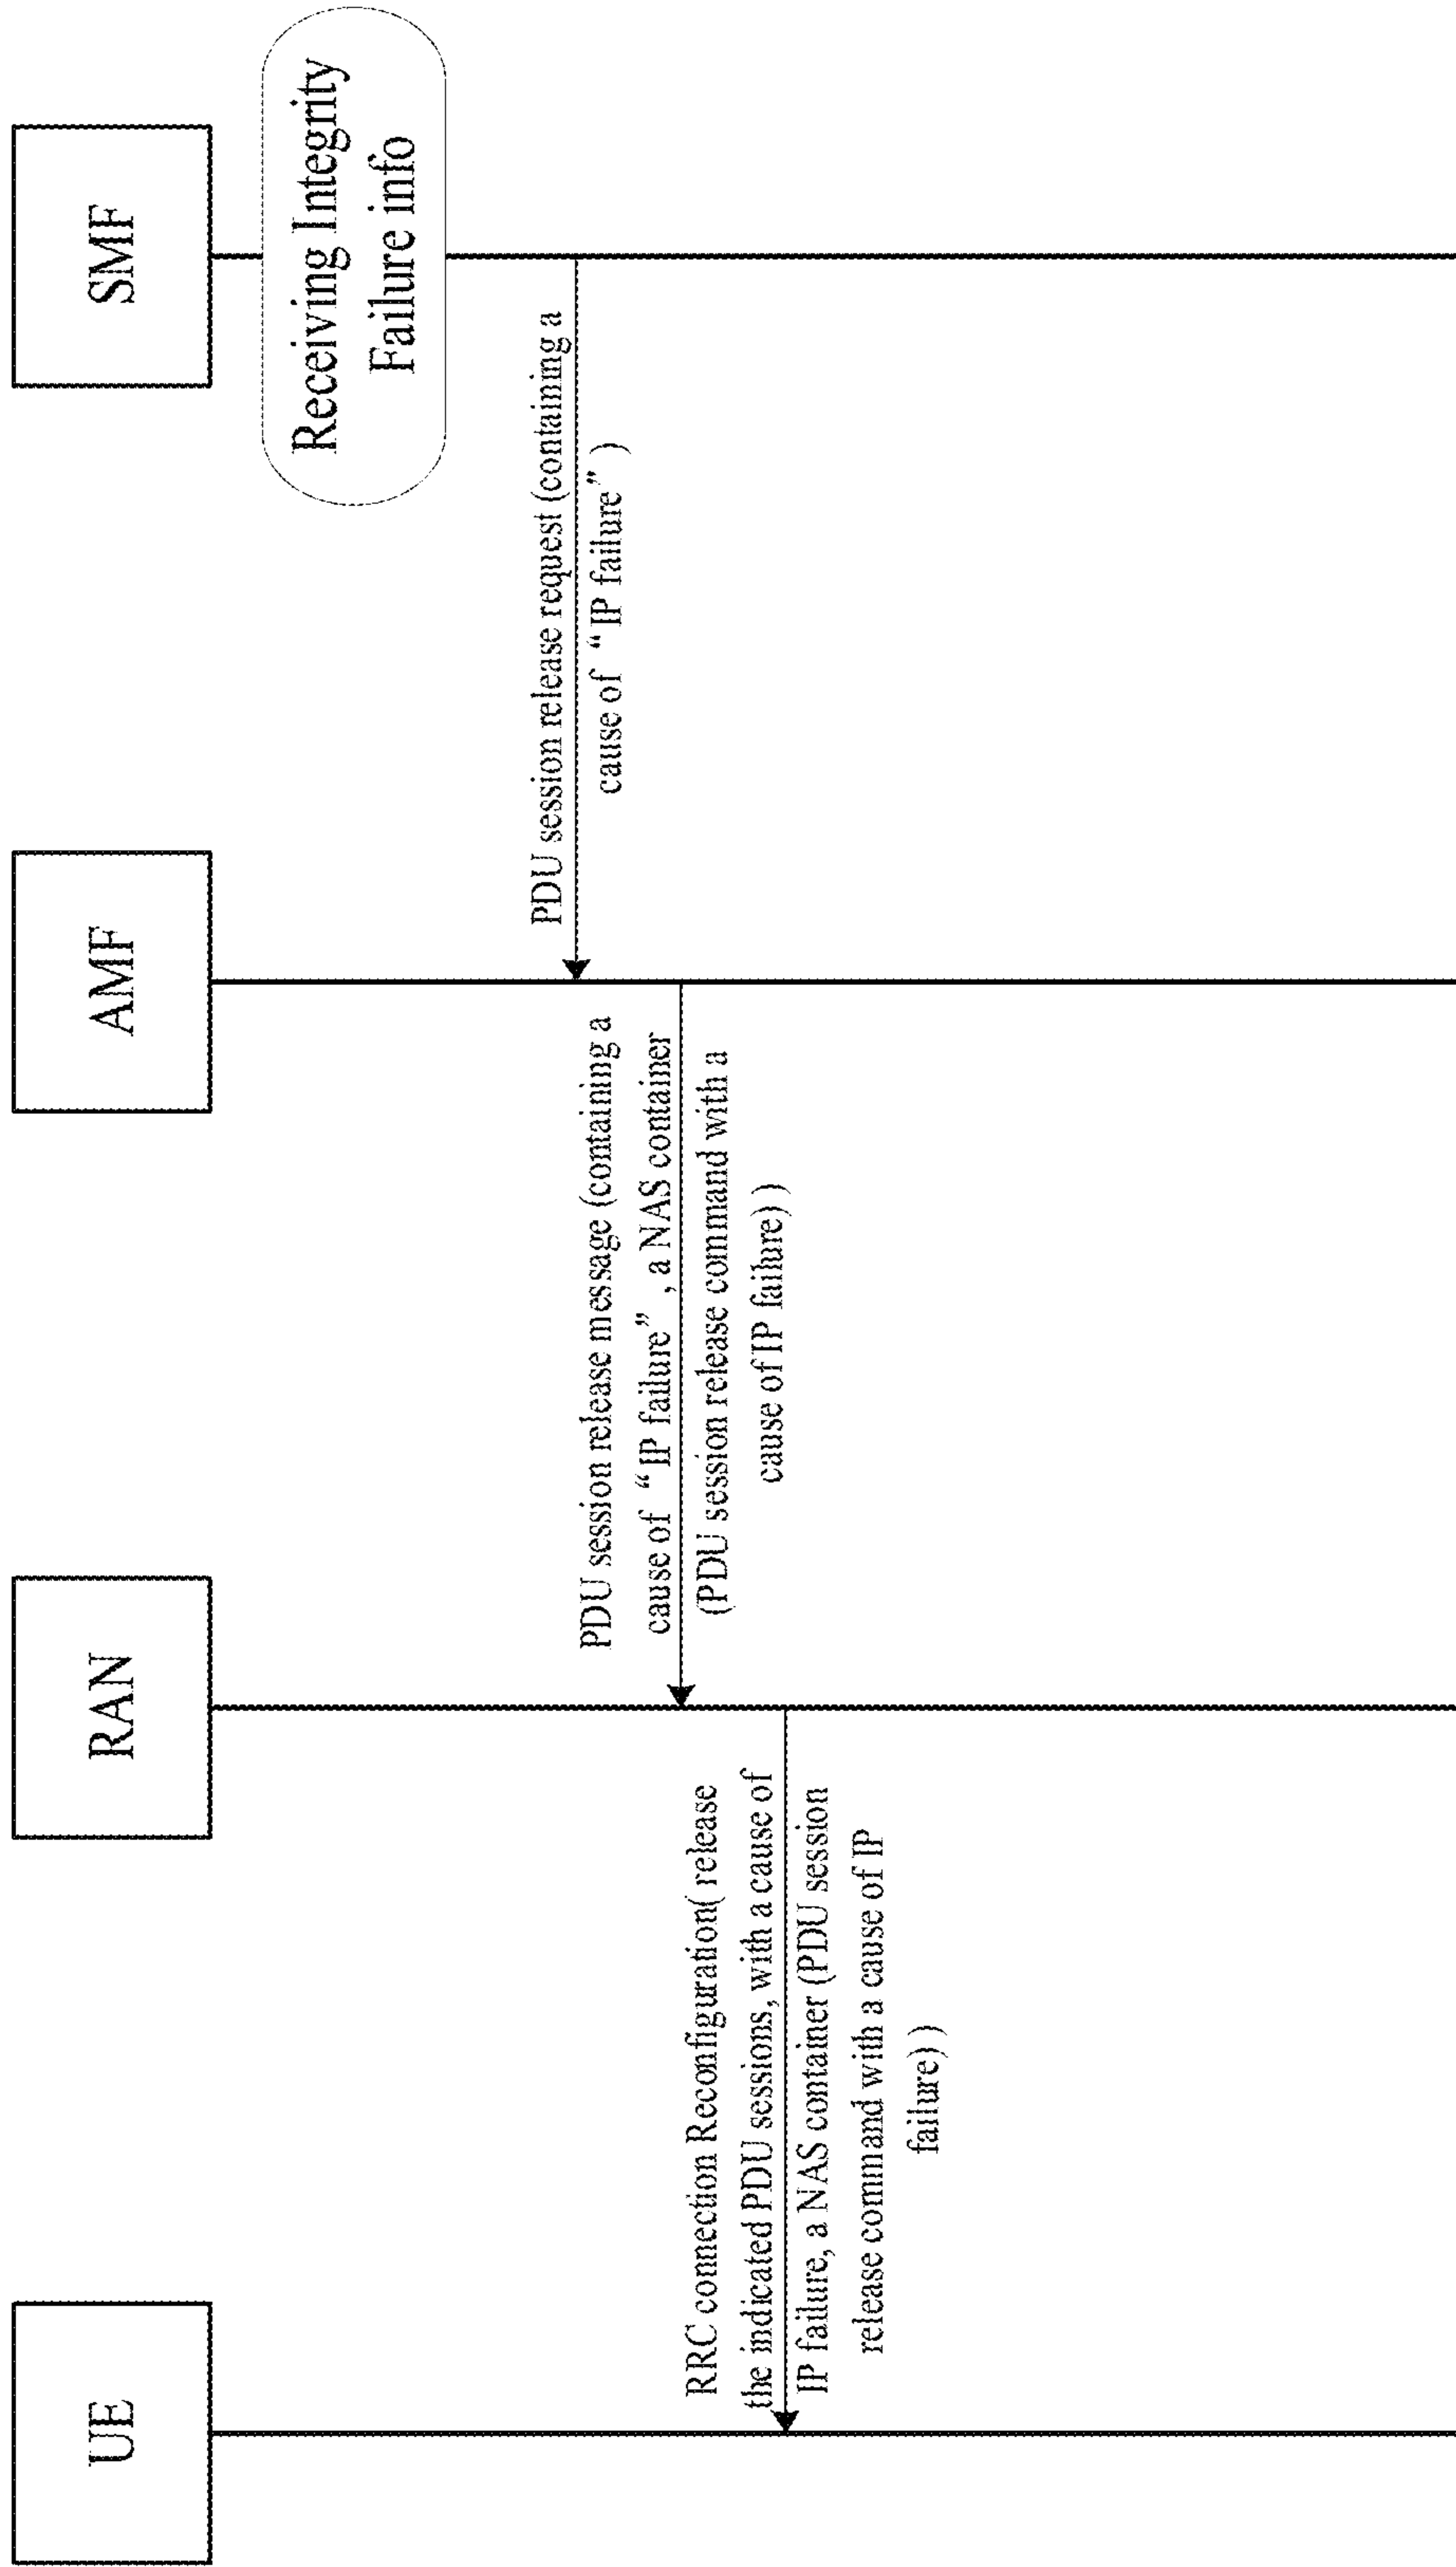 UE
RAN
AMF
SMF
Receiving Integrity
Failure info
PDU session release request (containing a
cause of “IP failure” )
PDU session release message (containing a
cause of “IP failure” , a NAS container
(PDU session release command with a
cause of IP failure) )
RRC connection Reconfiguration( release
the indicated PDU sessions, with a cause of
IP failure, a NAS container (PDU session
release command with a cause of IP
failure) )